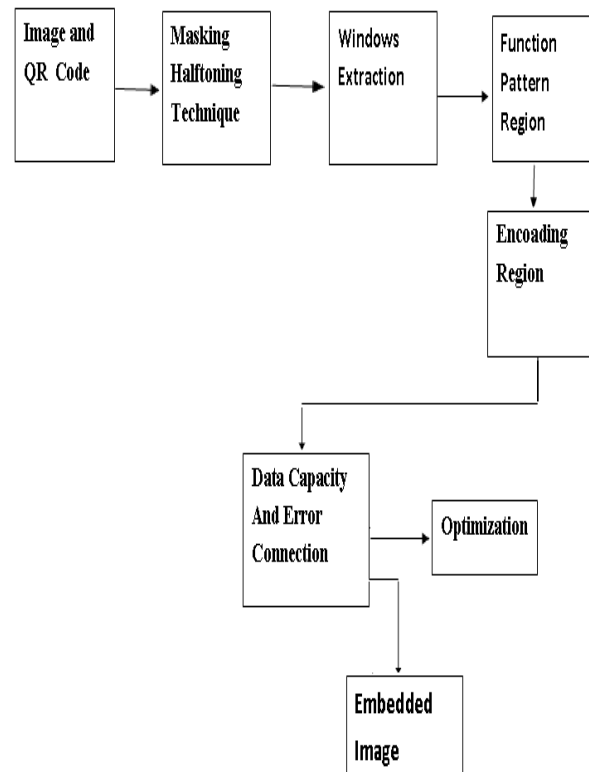 Image and
QR Code
Masking
Halftoning
Technique
Windows
Extraction
Function
Pattern
Region
Encoading
Region
Data Capacity
And Error
Connection
Optimization
Embedded
Image